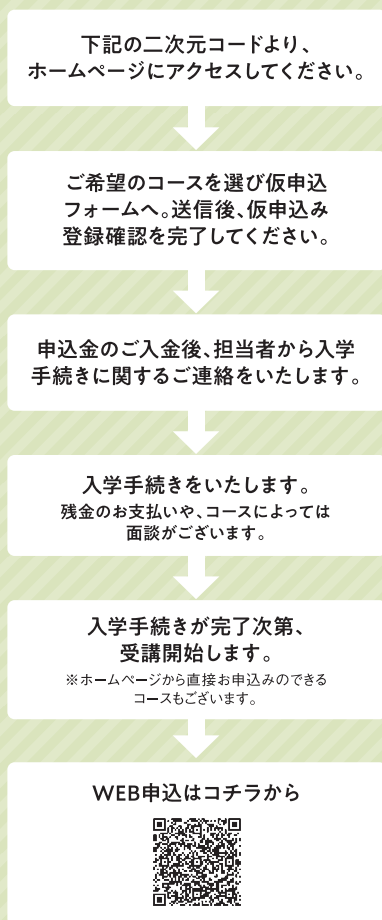 下記の二次元コードより、
ホームページにアクセスしてください。
ご希望のコースを選び仮申込
フォームへ。送信後、仮申込み
登録確認を完了してください。
申込金のご入金後、担当者から入学
手続きに関するご連絡をいたします。
入学手続きをいたします。
残金のお支払いや、コースによっては
面談がございます。
入学手続きが完了次第、
受講開始します。
※ホームページから直接お申込みのできる
コースもございます。
WEB申込はコチラから